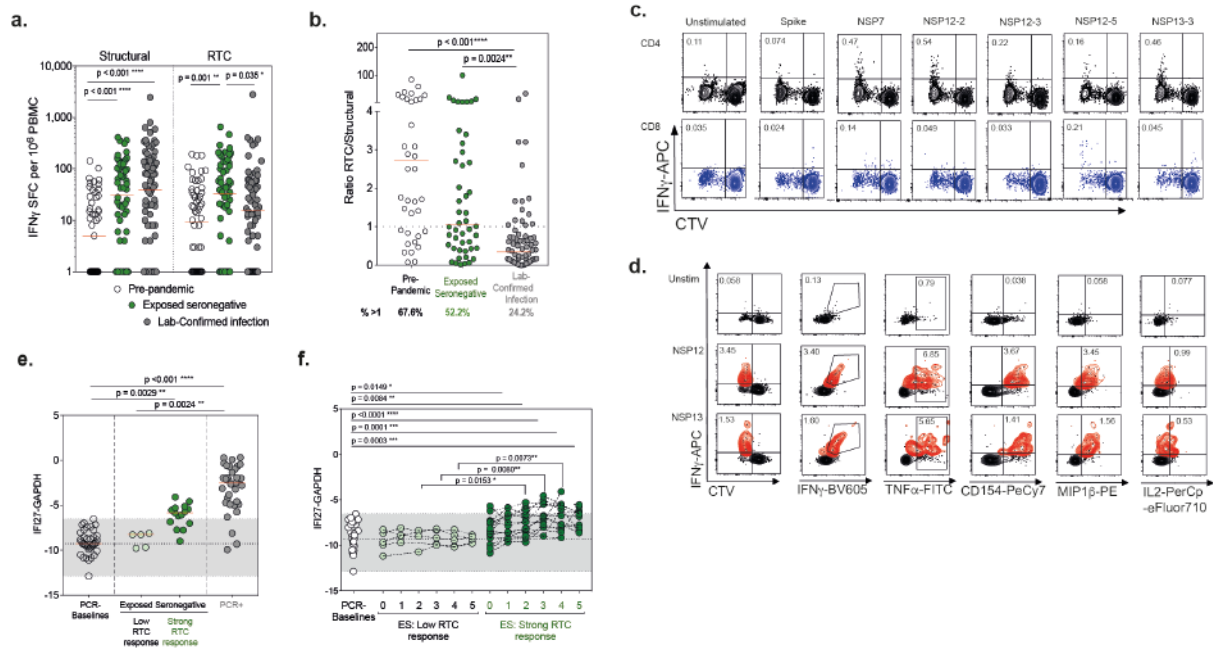 a.
Structural
RTC
p <0.001 ****
p <0.001 ****
p = 0.001 **
p =0.035 *
10,000
1,000
100
10
1
IFNγ SFC per 10⁶ PBMC
Pre-pandemic
Exposed seronegative
Lab-Confirmed infection
b.
p <0.001****
p = 0.0024**
200
100
80
60
40
20
4
3
2
1
0
Ratio RTC/Structural
Pre-
Pandemic
Exposed
Seronegative
Lab-
Confirmed
Infection
% >1
67.6%
52.2%
24.2%
c.
Unstimulated
Spike
NSP7
NSP12-2
NSP12-3
NSP12-5
NSP13-3
CD4
0.11
0.074
0.47
0.54
0.22
0.16
0.46
CD8
0.035
0.024
0.14
0.049
0.033
0.21
0.045
IFNγ-APC
CTV
d.
Unstim
0.058
0.13
0.79
0.038
0.058
0.077
NSP12
3.45
3.40
6.85
3.67
3.45
0.99
NSP13
1.53
1.60
5.65
1.41
1.56
0.53
IFNγ-APC
CTV
IFNγ-BV605
TNFα-FITC
CD154-PeCy7
MIP1β-PE
IL2-PerCp
-eFluor710
e.
p <0.001 ****
p = 0.0029 **
p = 0.0024 **
5
0
-5
-10
-15
IFI27-GAPDH
PCR-
Baselines
Exposed Seronegative
PCR+
Low
RTC
response
Strong
RTC
response
f.
p = 0.0149 *
p = 0.0084 **
p <0.0001 ****
p = 0.0001 ***
p = 0.0003 ***
p = 0.0073**
p = 0.0080**
p = 0.0153 *
5
0
-5
-10
-15
IFI27-GAPDH
PCR-
Baselines
0 1 2 3 4 5
0 1 2 3 4 5
ES: Low RTC
response
ES: Strong RTC
response